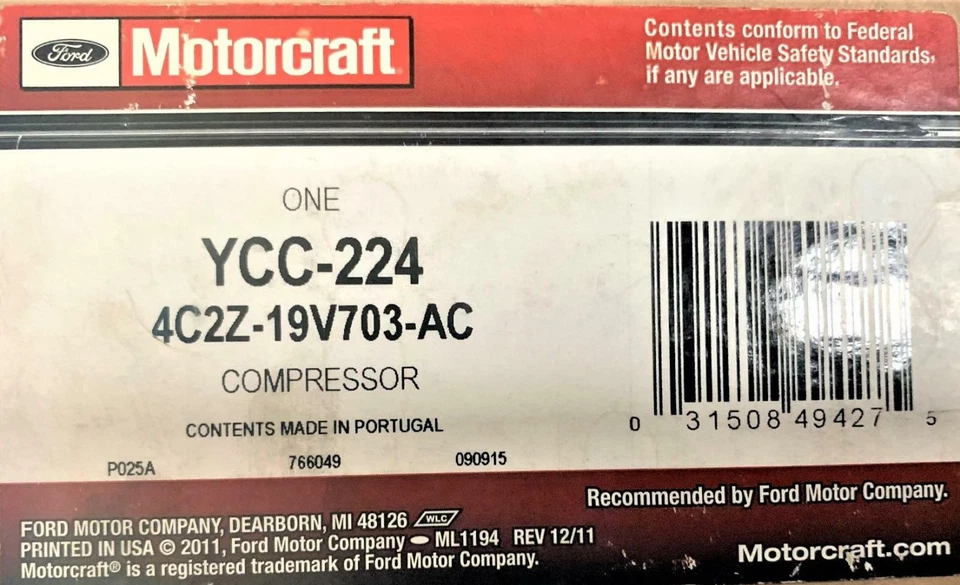 Ford
Motorcraft
Contents conform to Federal
Motor Vehicle Safety Standards,
if any are applicable.
ONE
YCC-224
4C2Z-19V703-AC
COMPRESSOR
CONTENTS MADE IN PORTUGAL
P025A 766049 090915
0 31508 49427 5
Recommended by Ford Motor Company.
FORD MOTOR COMPANY, DEARBORN, MI 48126 WLC
PRINTED IN USA © 2011, Ford Motor Company ML1194 REV 12/11
Motorcraft® is a registered trademark of Ford Motor Company.
Motorcraft.com